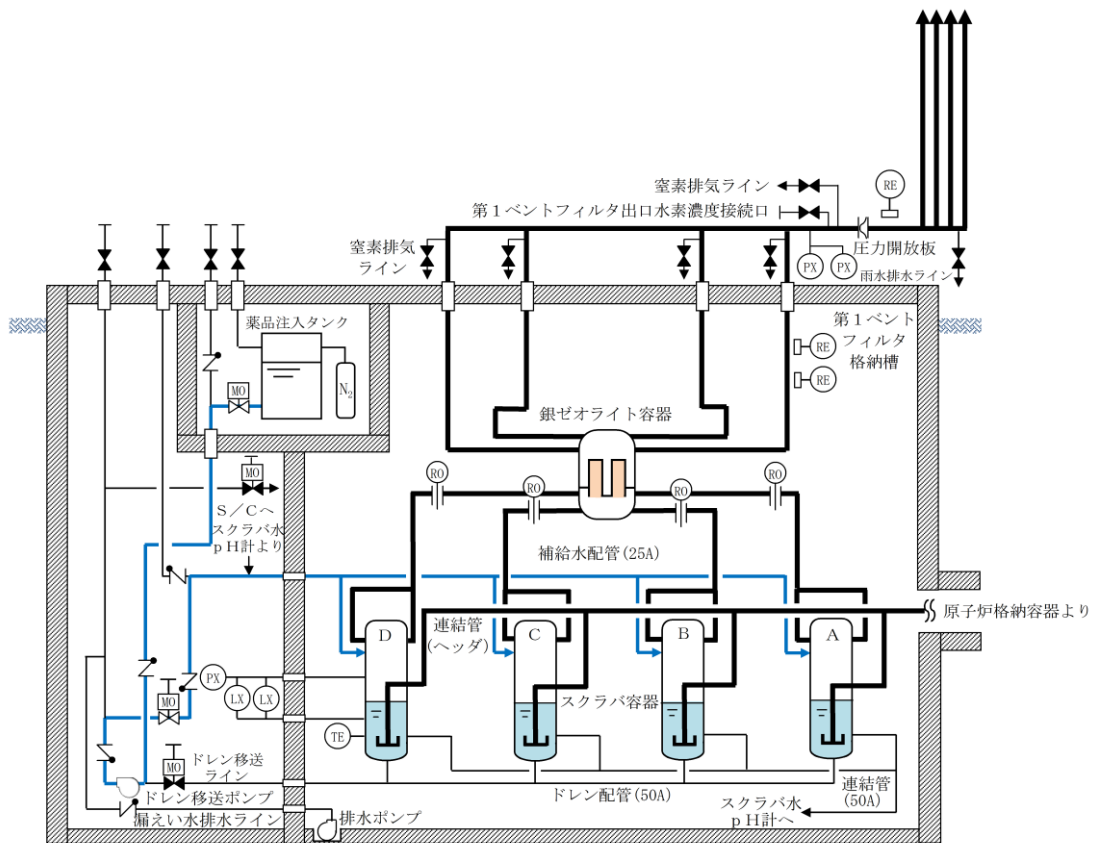 窒素排気ライン
RE
第１ベントフィルタ出口水素濃度接続口
窒素排気
ライン
圧力開放板
PX
PX
雨水排水ライン
薬品注入タンク
第１ベント
フィルタ
格納槽
RE
RE
MO
N₂
銀ゼオライト容器
MO
RO
RO
RO
RO
S／Cへ
スクラバ水
ｐH計より
補給水配管(25A)
連結管
(ヘッダ)
D
C
B
A
原子炉格納容器より
PX
LX
LX
MO
スクラバ容器
TE
MO
ドレン移送
ライン
ドレン移送ポンプ
漏えい水排水ライン
排水ポンプ
ドレン配管(50A)
連結管
(50A)
スクラバ水
ｐH計へ